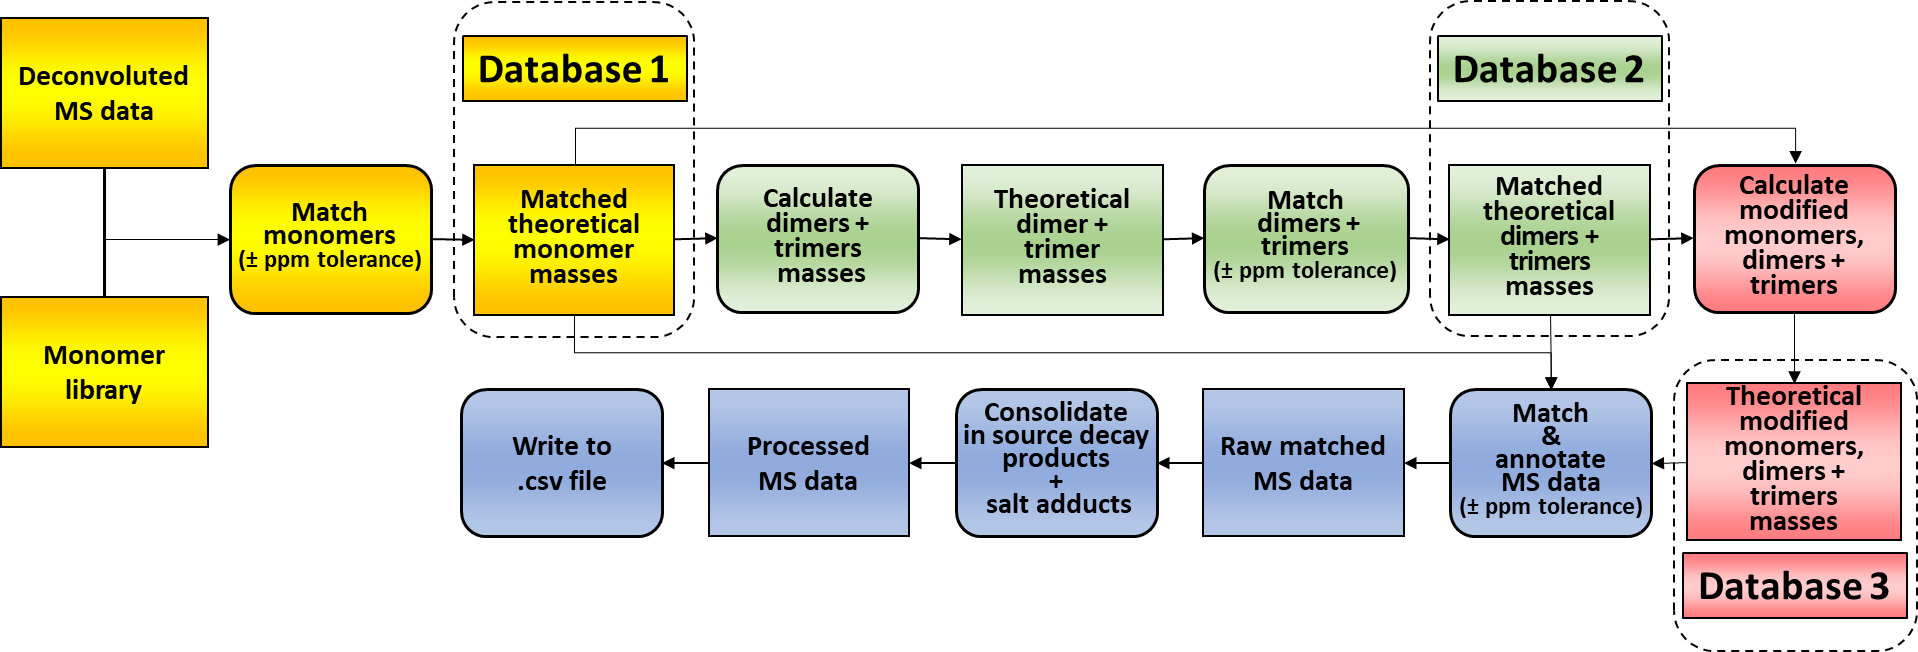 Deconvoluted
MS data
Monomer
library
Match
monomers
(± ppm tolerance)
Database 1
Matched
theoretical
monomer
masses
Calculate
dimers +
trimers
masses
Theoretical
dimer +
trimer
masses
Match
dimers +
trimers
(± ppm tolerance)
Database 2
Matched
theoretical
dimers +
trimers
masses
Calculate
modified
monomers,
dimers +
trimers
Theoretical
modified
monomers,
dimers +
trimers
masses
Database 3
Match
&
annotate
MS data
(± ppm tolerance)
Raw matched
MS data
Consolidate
in source decay
products
+
salt adducts
Processed
MS data
Write to
.csv file